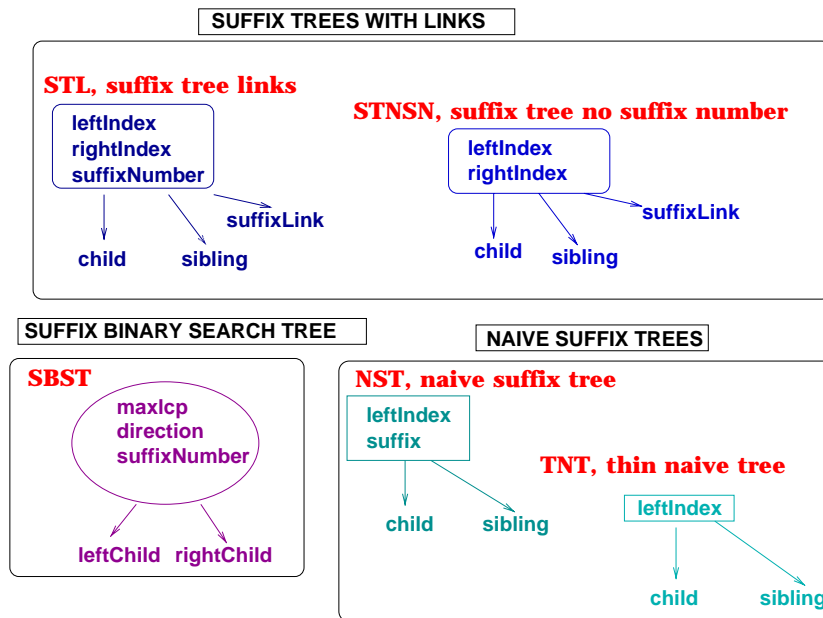 SUFFIX TREES WITH LINKS
STL, suffix tree links
leftIndex
rightIndex
suffixNumber
child
sibling
suffixLink
STNSN, suffix tree no suffix number
leftIndex
rightIndex
child
sibling
suffixLink
SUFFIX BINARY SEARCH TREE
SBST
maxlcp
direction
suffixNumber
leftChild
rightChild
NAIVE SUFFIX TREES
NST, naive suffix tree
leftIndex
suffix
child
sibling
TNT, thin naive tree
leftIndex
child
sibling